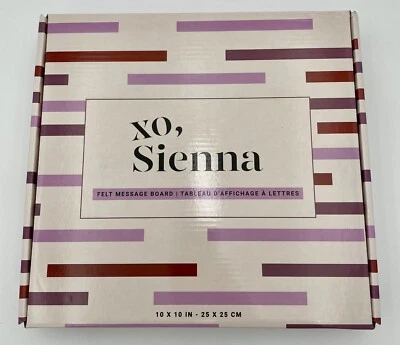 xo,
Sienna
FELT MESSAGE BOARD | TABLEAU D'AFFICHAGE À LETTRES
10 X 10 IN - 25 X 25 CM